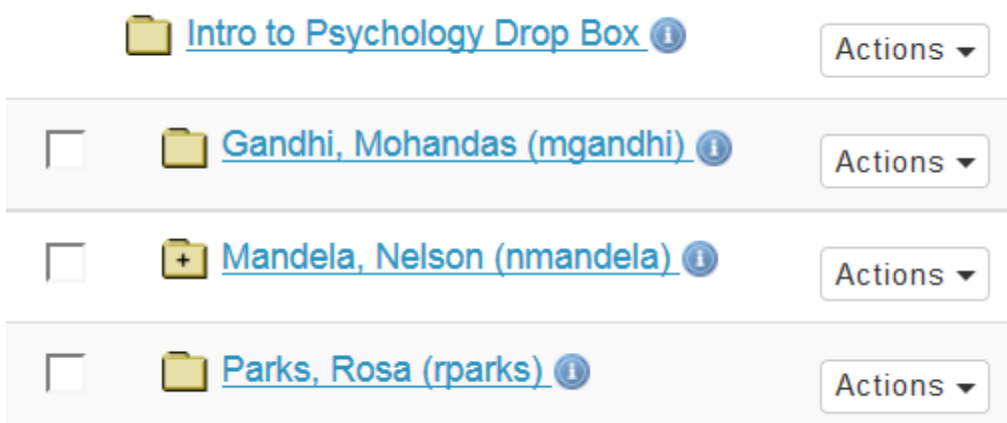 Intro to Psychology Drop Box Actions
Gandhi, Mohandas (mgandhi) Actions
Mandela, Nelson (nmandela) Actions
Parks, Rosa (rparks) Actions